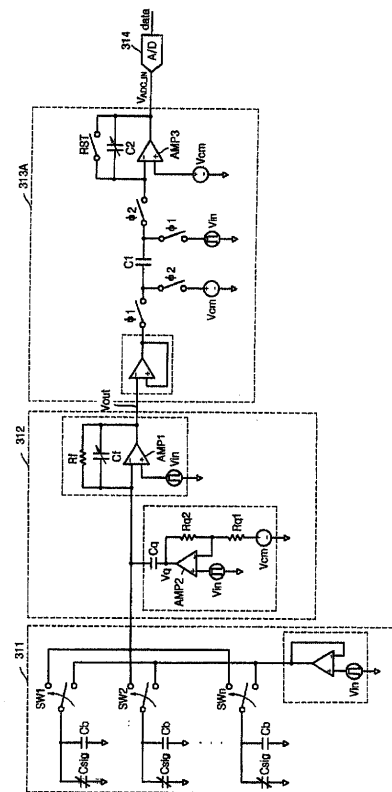 311
SW1
Csig
Cb
SW2
Csig
Cb
SWn
Csig
Cb
Vin
312
Rf
Cf
AMP1
Vin
Cq
Vq
AMP2
Rq2
Rq1
Vin
Vcm
Vout
313A
ϕ1
C1
ϕ2
ϕ2
ϕ1
Vcm
Vin
RST
C2
AMP3
Vcm
VADC_IN
314
A/D
data